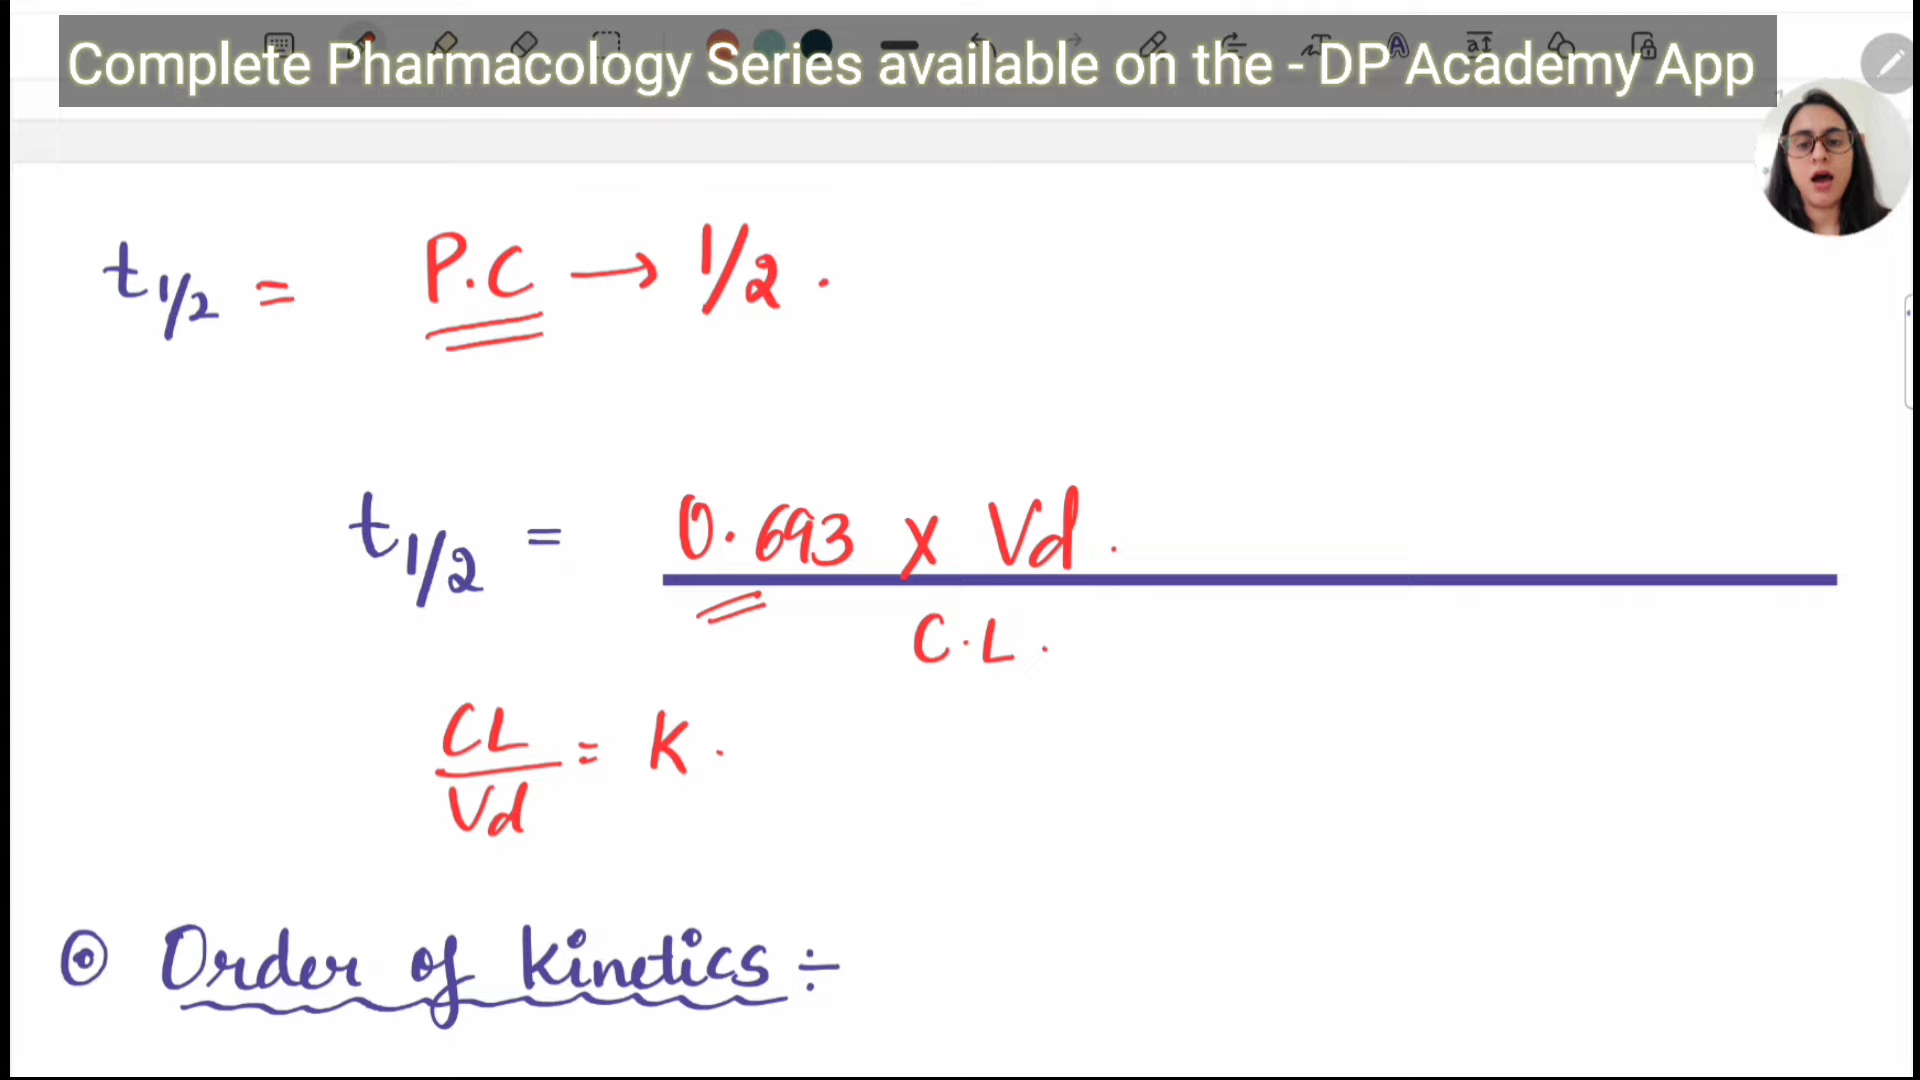 Complete Pharmacology Series available on the - DP Academy App
t1/2 = P.C → 1/2 .
t1/2 = 0.693 x Vd .
C.L .
CL/Vd = K .
⊙ Order of kinetics ÷